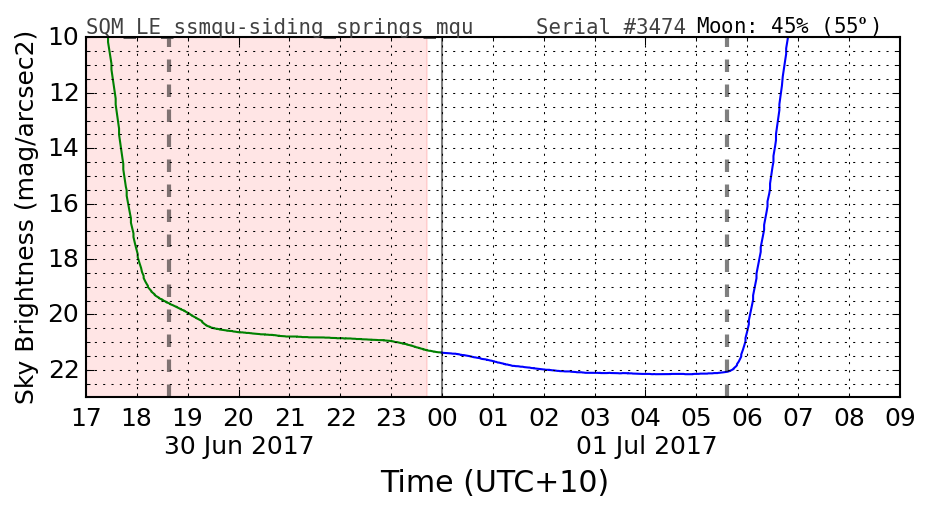 SQM_LE_ssmqu-siding_springs_mqu Serial #3474 Moon: 45% (55°)
Sky Brightness (mag/arcsec2)
10
12
14
16
18
20
22
17 18 19 20 21 22 23 00 01 02 03 04 05 06 07 08 09
30 Jun 2017 01 Jul 2017
Time (UTC+10)